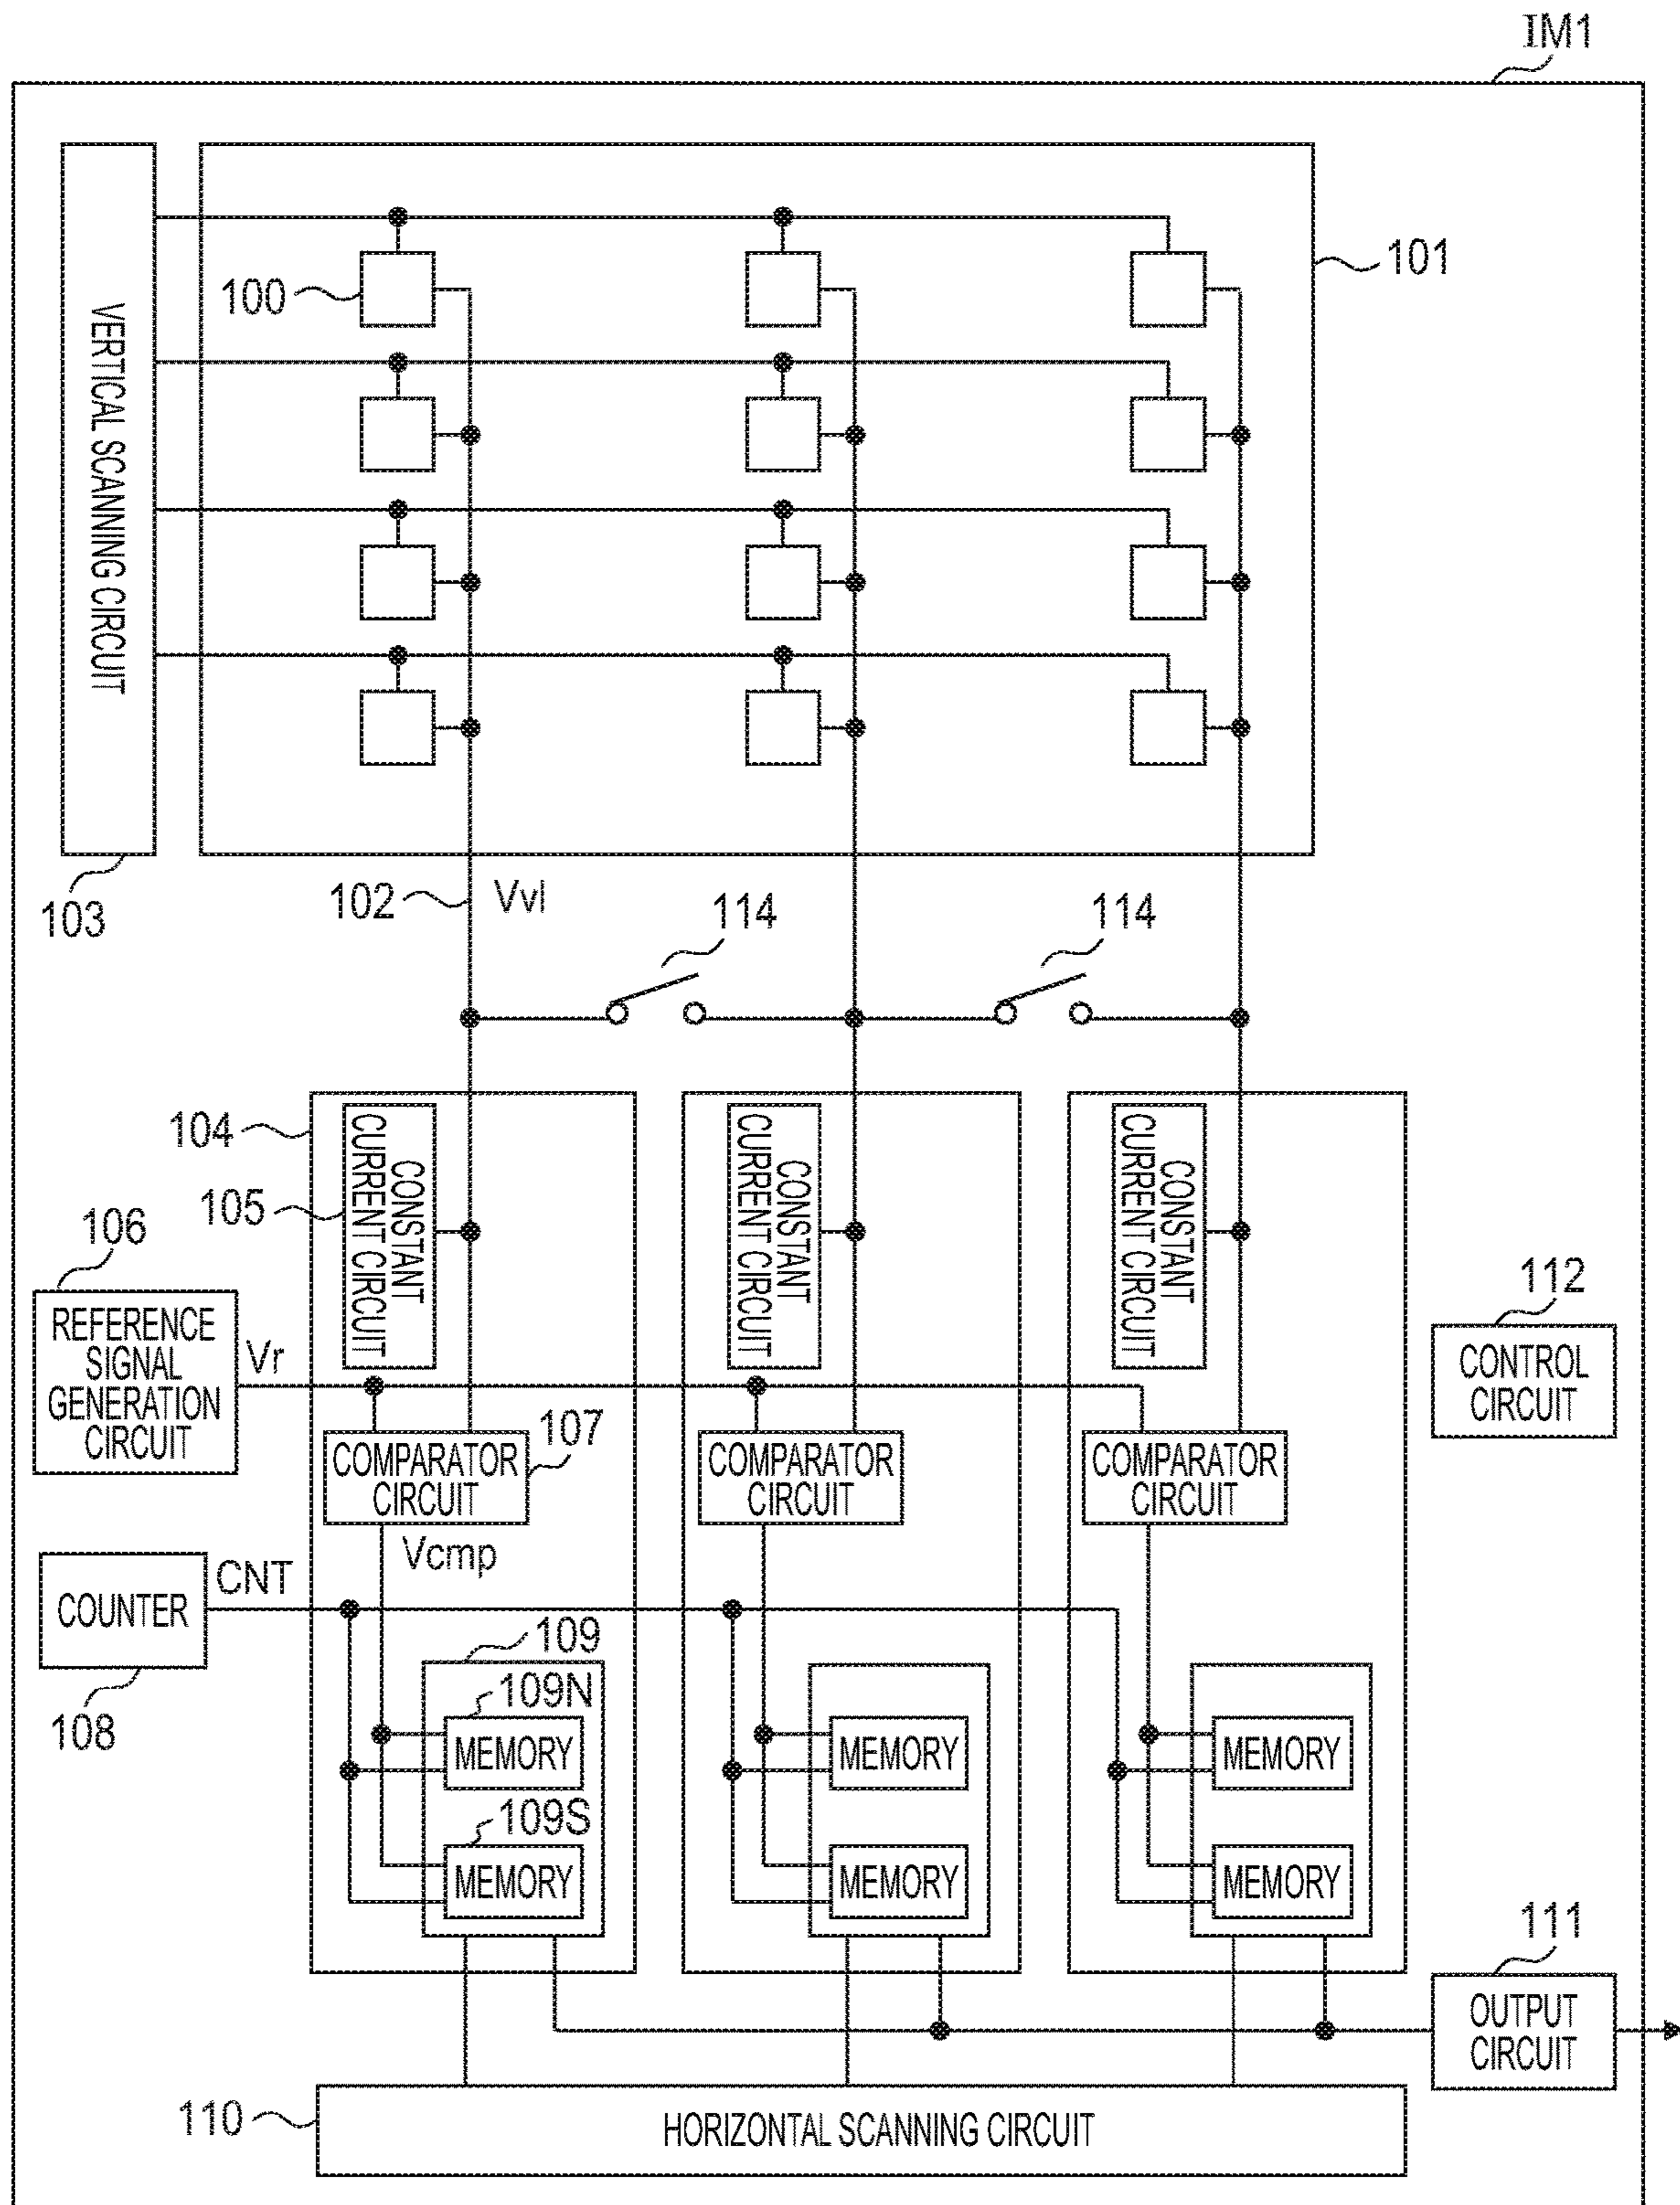 IM1
VERTICAL SCANNING CIRCUIT
100
101
103
102
Vvl
114
114
104
105
CONSTANT
CURRENT CIRCUIT
CONSTANT
CURRENT CIRCUIT
CONSTANT
CURRENT CIRCUIT
106
REFERENCE
SIGNAL
GENERATION
CIRCUIT
Vr
112
CONTROL
CIRCUIT
107
COMPARATOR
CIRCUIT
COMPARATOR
CIRCUIT
COMPARATOR
CIRCUIT
Vcmp
CNT
COUNTER
108
109
109N
MEMORY
MEMORY
MEMORY
109S
MEMORY
MEMORY
MEMORY
111
OUTPUT
CIRCUIT
110
HORIZONTAL SCANNING CIRCUIT